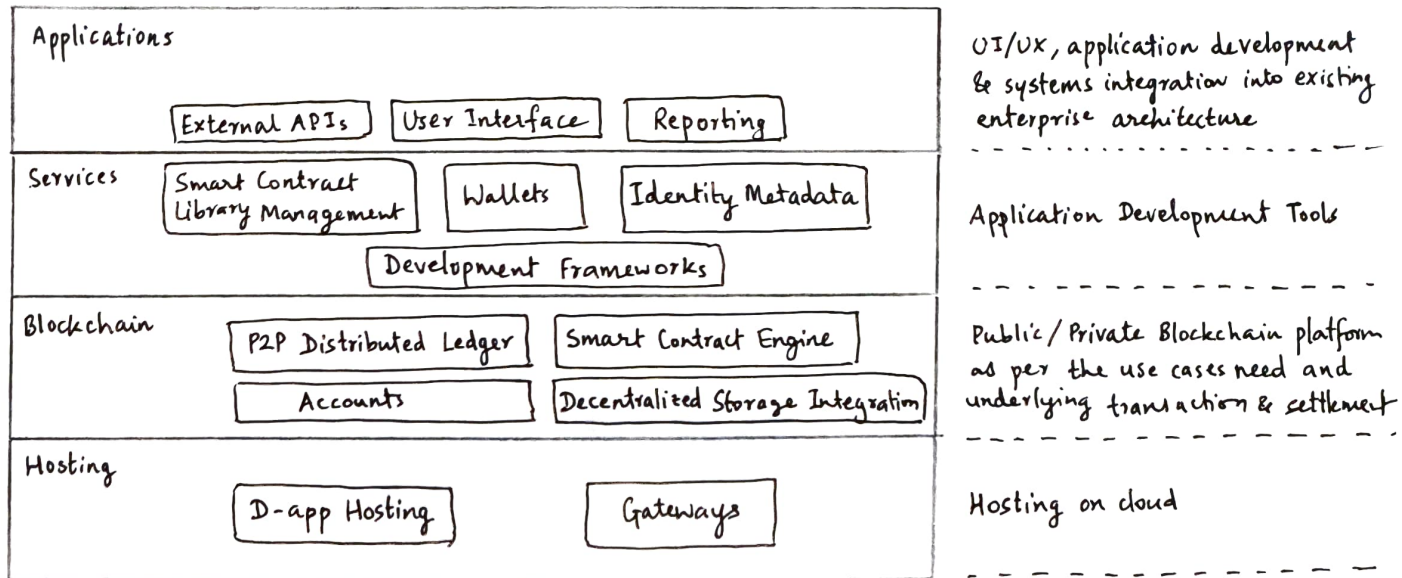 Applications
External APIs
User Interface
Reporting
UI/UX, application development
& systems integration into existing
enterprise architecture
Services
Smart Contract
Library Management
Wallets
Identity Metadata
Development Frameworks
Application Development Tools
Blockchain
P2P Distributed Ledger
Smart Contract Engine
Accounts
Decentralized Storage Integration
Public/Private Blockchain platform
as per the use cases need and
underlying transaction & settlement
Hosting
D-app Hosting
Gateways
Hosting on cloud